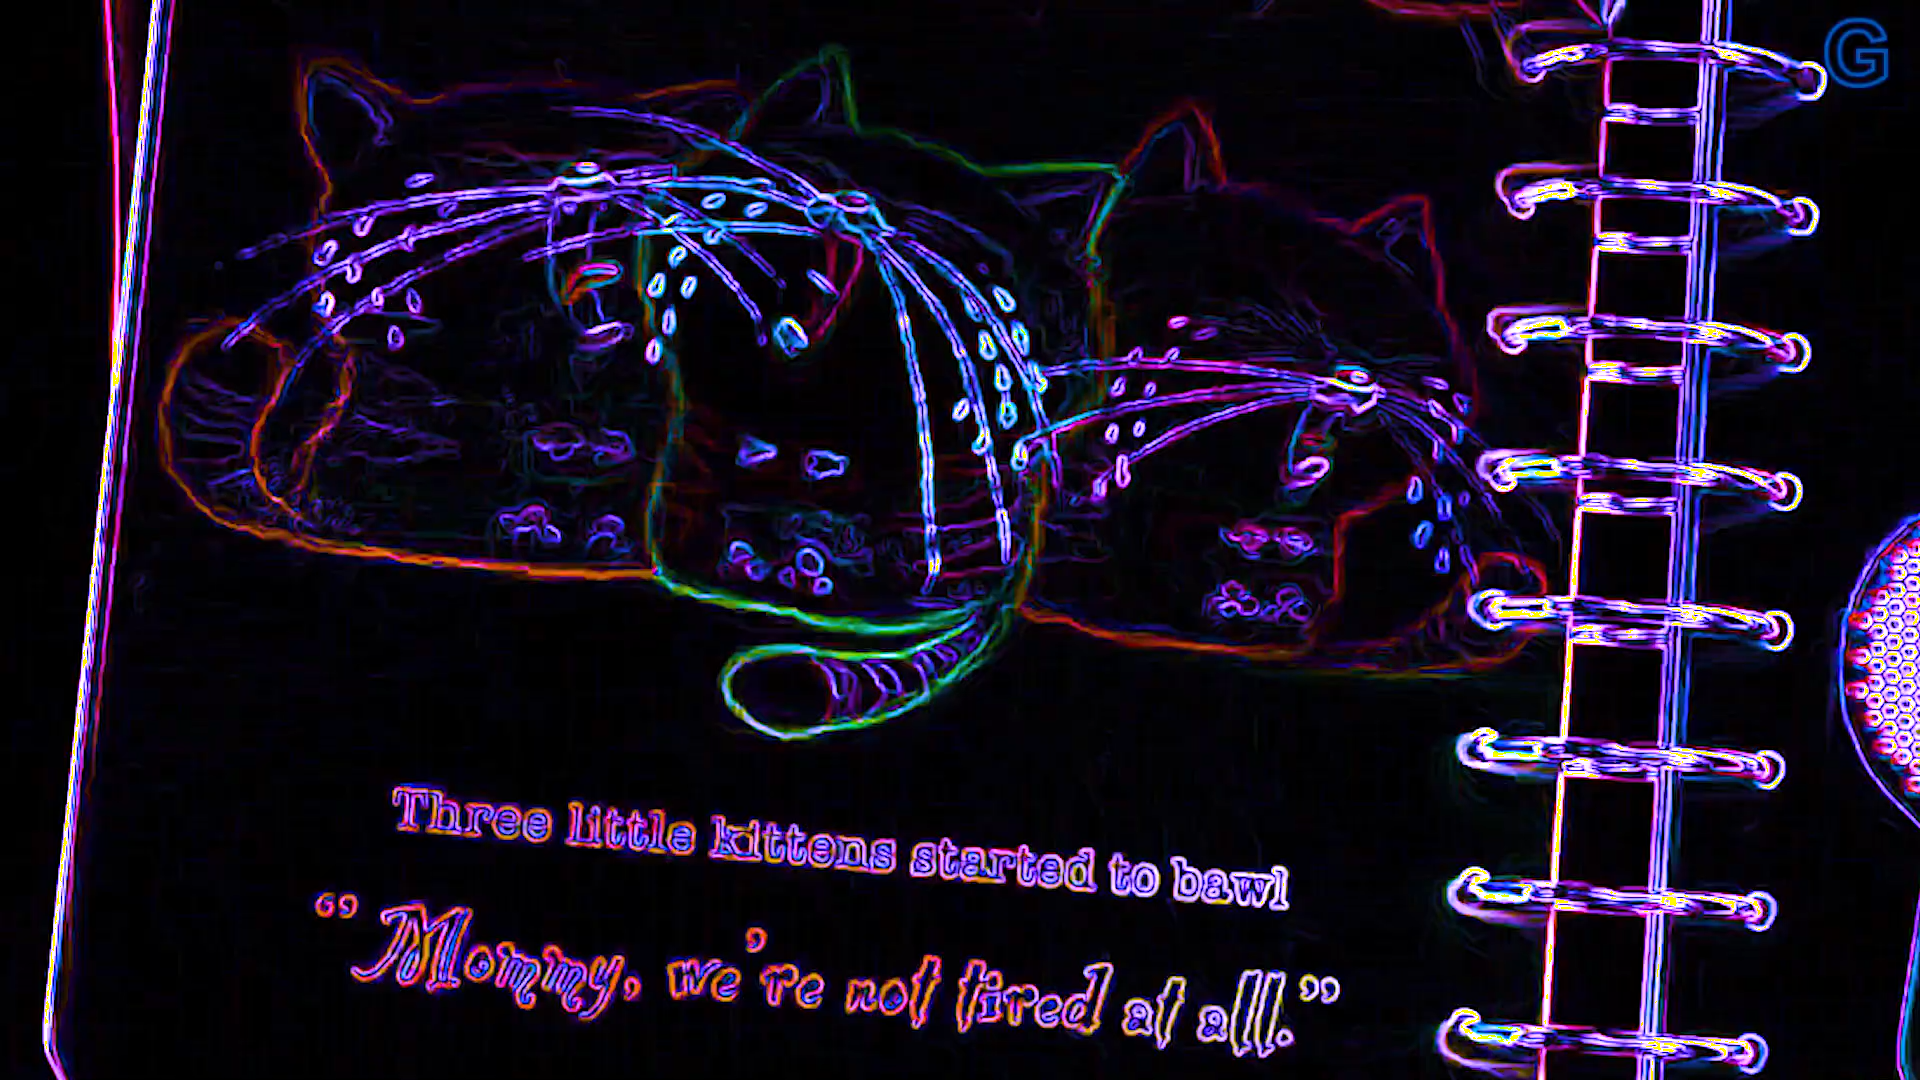 G
Three little kittens started to bawl
“Mommy, we’re not tired at all.”